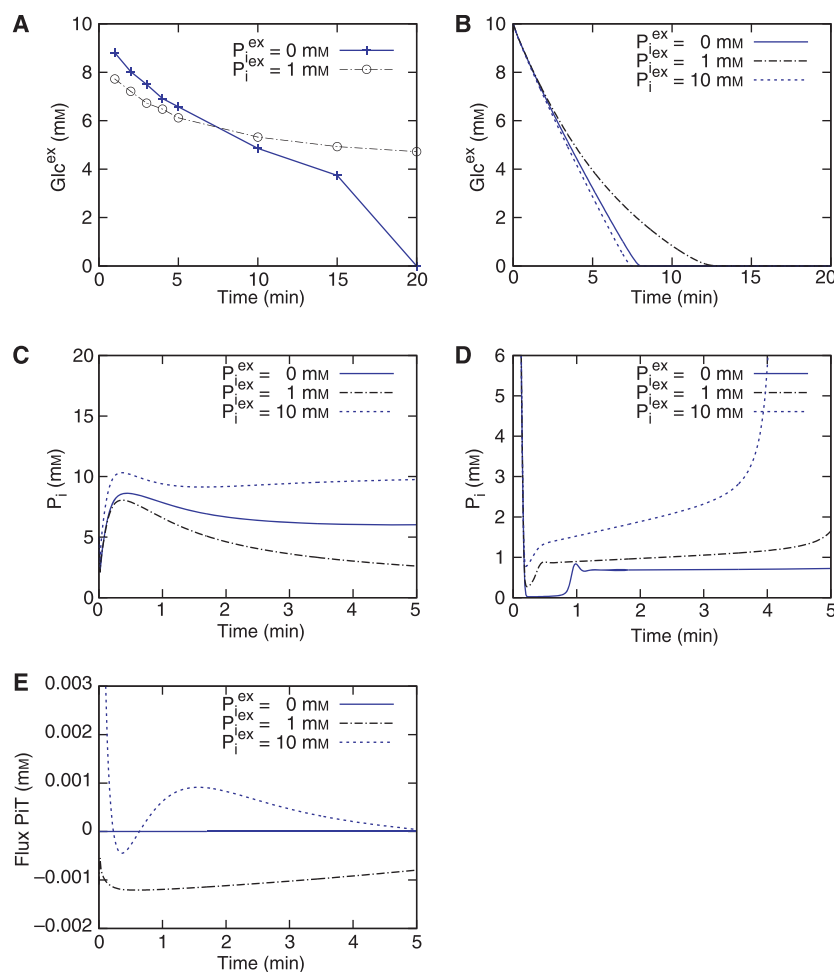 A
P_i^ex = 0 mM
P_i^ex = 1 mM
Glc^ex (mM)
10
8
6
4
2
0
0 5 10 15 20
Time (min)
B
P_i^ex = 0 mM
P_i^ex = 1 mM
P_i^ex = 10 mM
Glc^ex (mM)
10
8
6
4
2
0
0 5 10 15 20
Time (min)
C
P_i^ex = 0 mM
P_i^ex = 1 mM
P_i^ex = 10 mM
P_i (mM)
20
15
10
5
0
0 1 2 3 4 5
Time (min)
D
P_i^ex = 0 mM
P_i^ex = 1 mM
P_i^ex = 10 mM
P_i (mM)
6
5
4
3
2
1
0
0 1 2 3 4 5
Time (min)
E
P_i^ex = 0 mM
P_i^ex = 1 mM
P_i^ex = 10 mM
Flux PiT (mM)
0.003
0.002
0.001
0
−0.001
−0.002
0 1 2 3 4 5
Time (min)